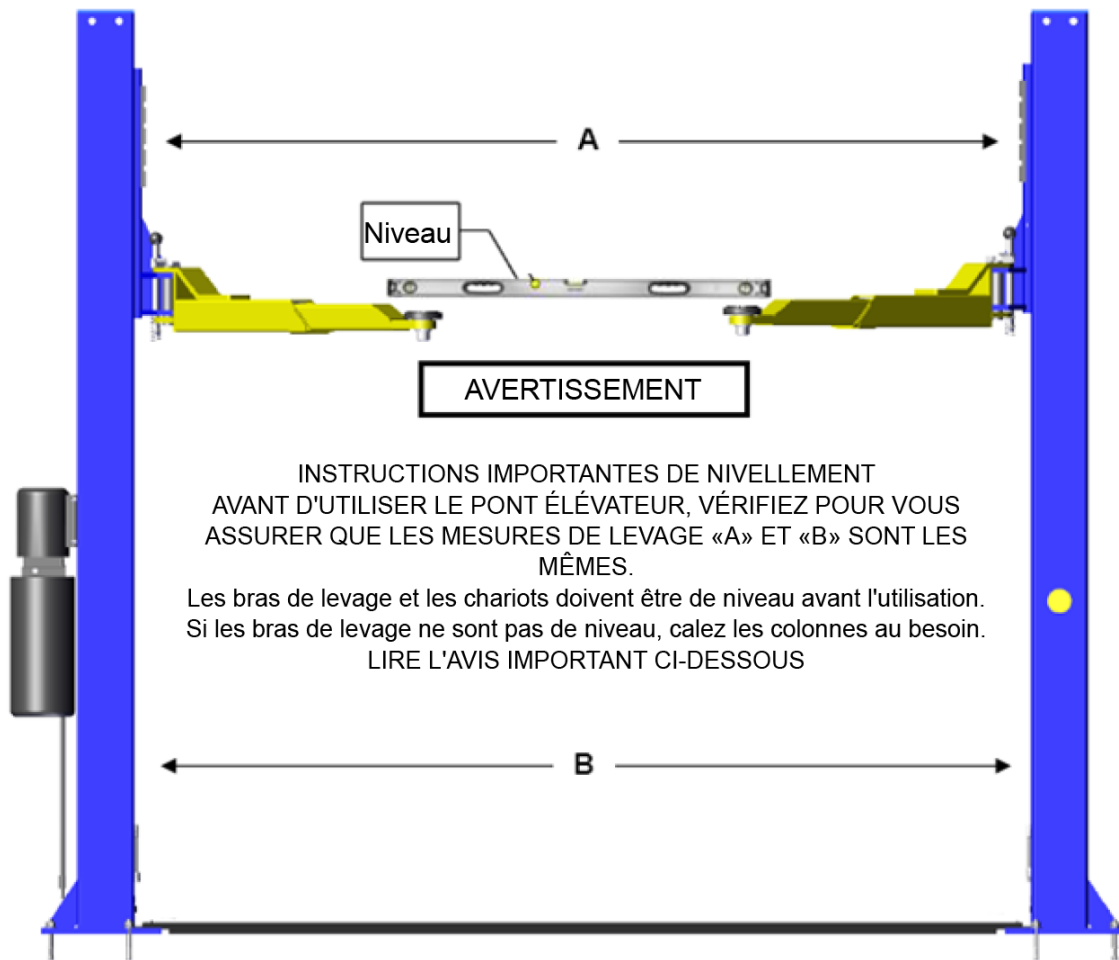 A
Niveau
AVERTISSEMENT
INSTRUCTIONS IMPORTANTES DE NIVELLEMENT
AVANT D'UTILISER LE PONT ÉLÉVATEUR, VÉRIFIEZ POUR VOUS
ASSURER QUE LES MESURES DE LEVAGE «A» ET «B» SONT LES
MÊMES.
Les bras de levage et les chariots doivent être de niveau avant l'utilisation.
Si les bras de levage ne sont pas de niveau, calez les colonnes au besoin.
LIRE L'AVIS IMPORTANT CI-DESSOUS
B